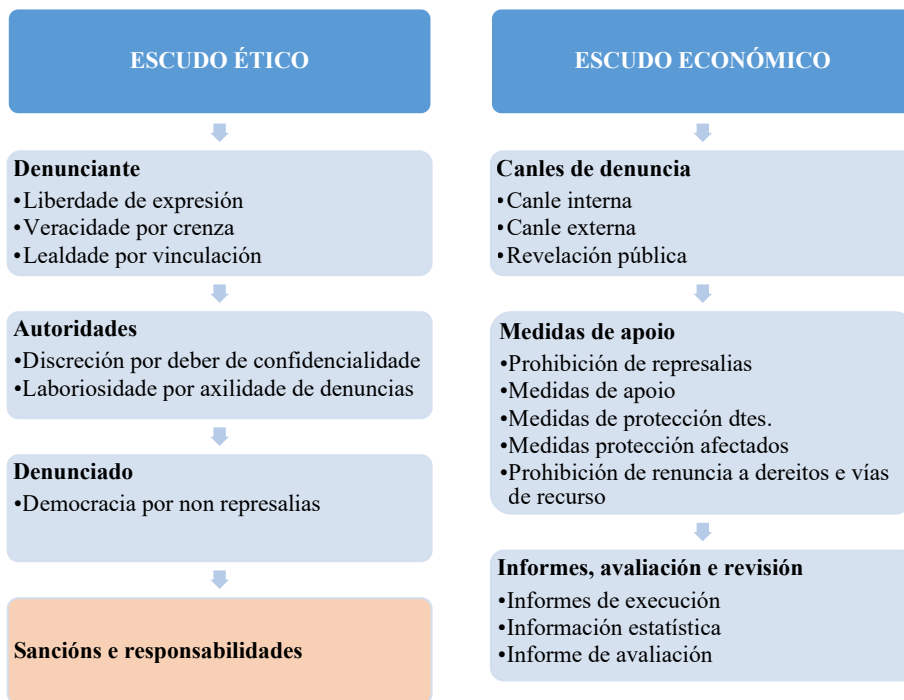 ESCUDO ÉTICO
Denunciante
•Liberdade de expresión
•Veracidade por crenza
•Lealdade por vinculación
Autoridades
•Discreción por deber de confidencialidade
•Laboriosidade por axilidade de denuncias
Denunciado
•Democracia por non represalias
Sancións e responsabilidades
ESCUDO ECONÓMICO
Canles de denuncia
•Canle interna
•Canle externa
•Revelación pública
Medidas de apoio
•Prohibición de represalias
•Medidas de apoio
•Medidas de protección dtes.
•Medidas protección afectados
•Prohibición de renuncia a dereitos e vías
de recurso
Informes, avaliación e revisión
•Informes de execución
•Información estatística
•Informe de avaliación